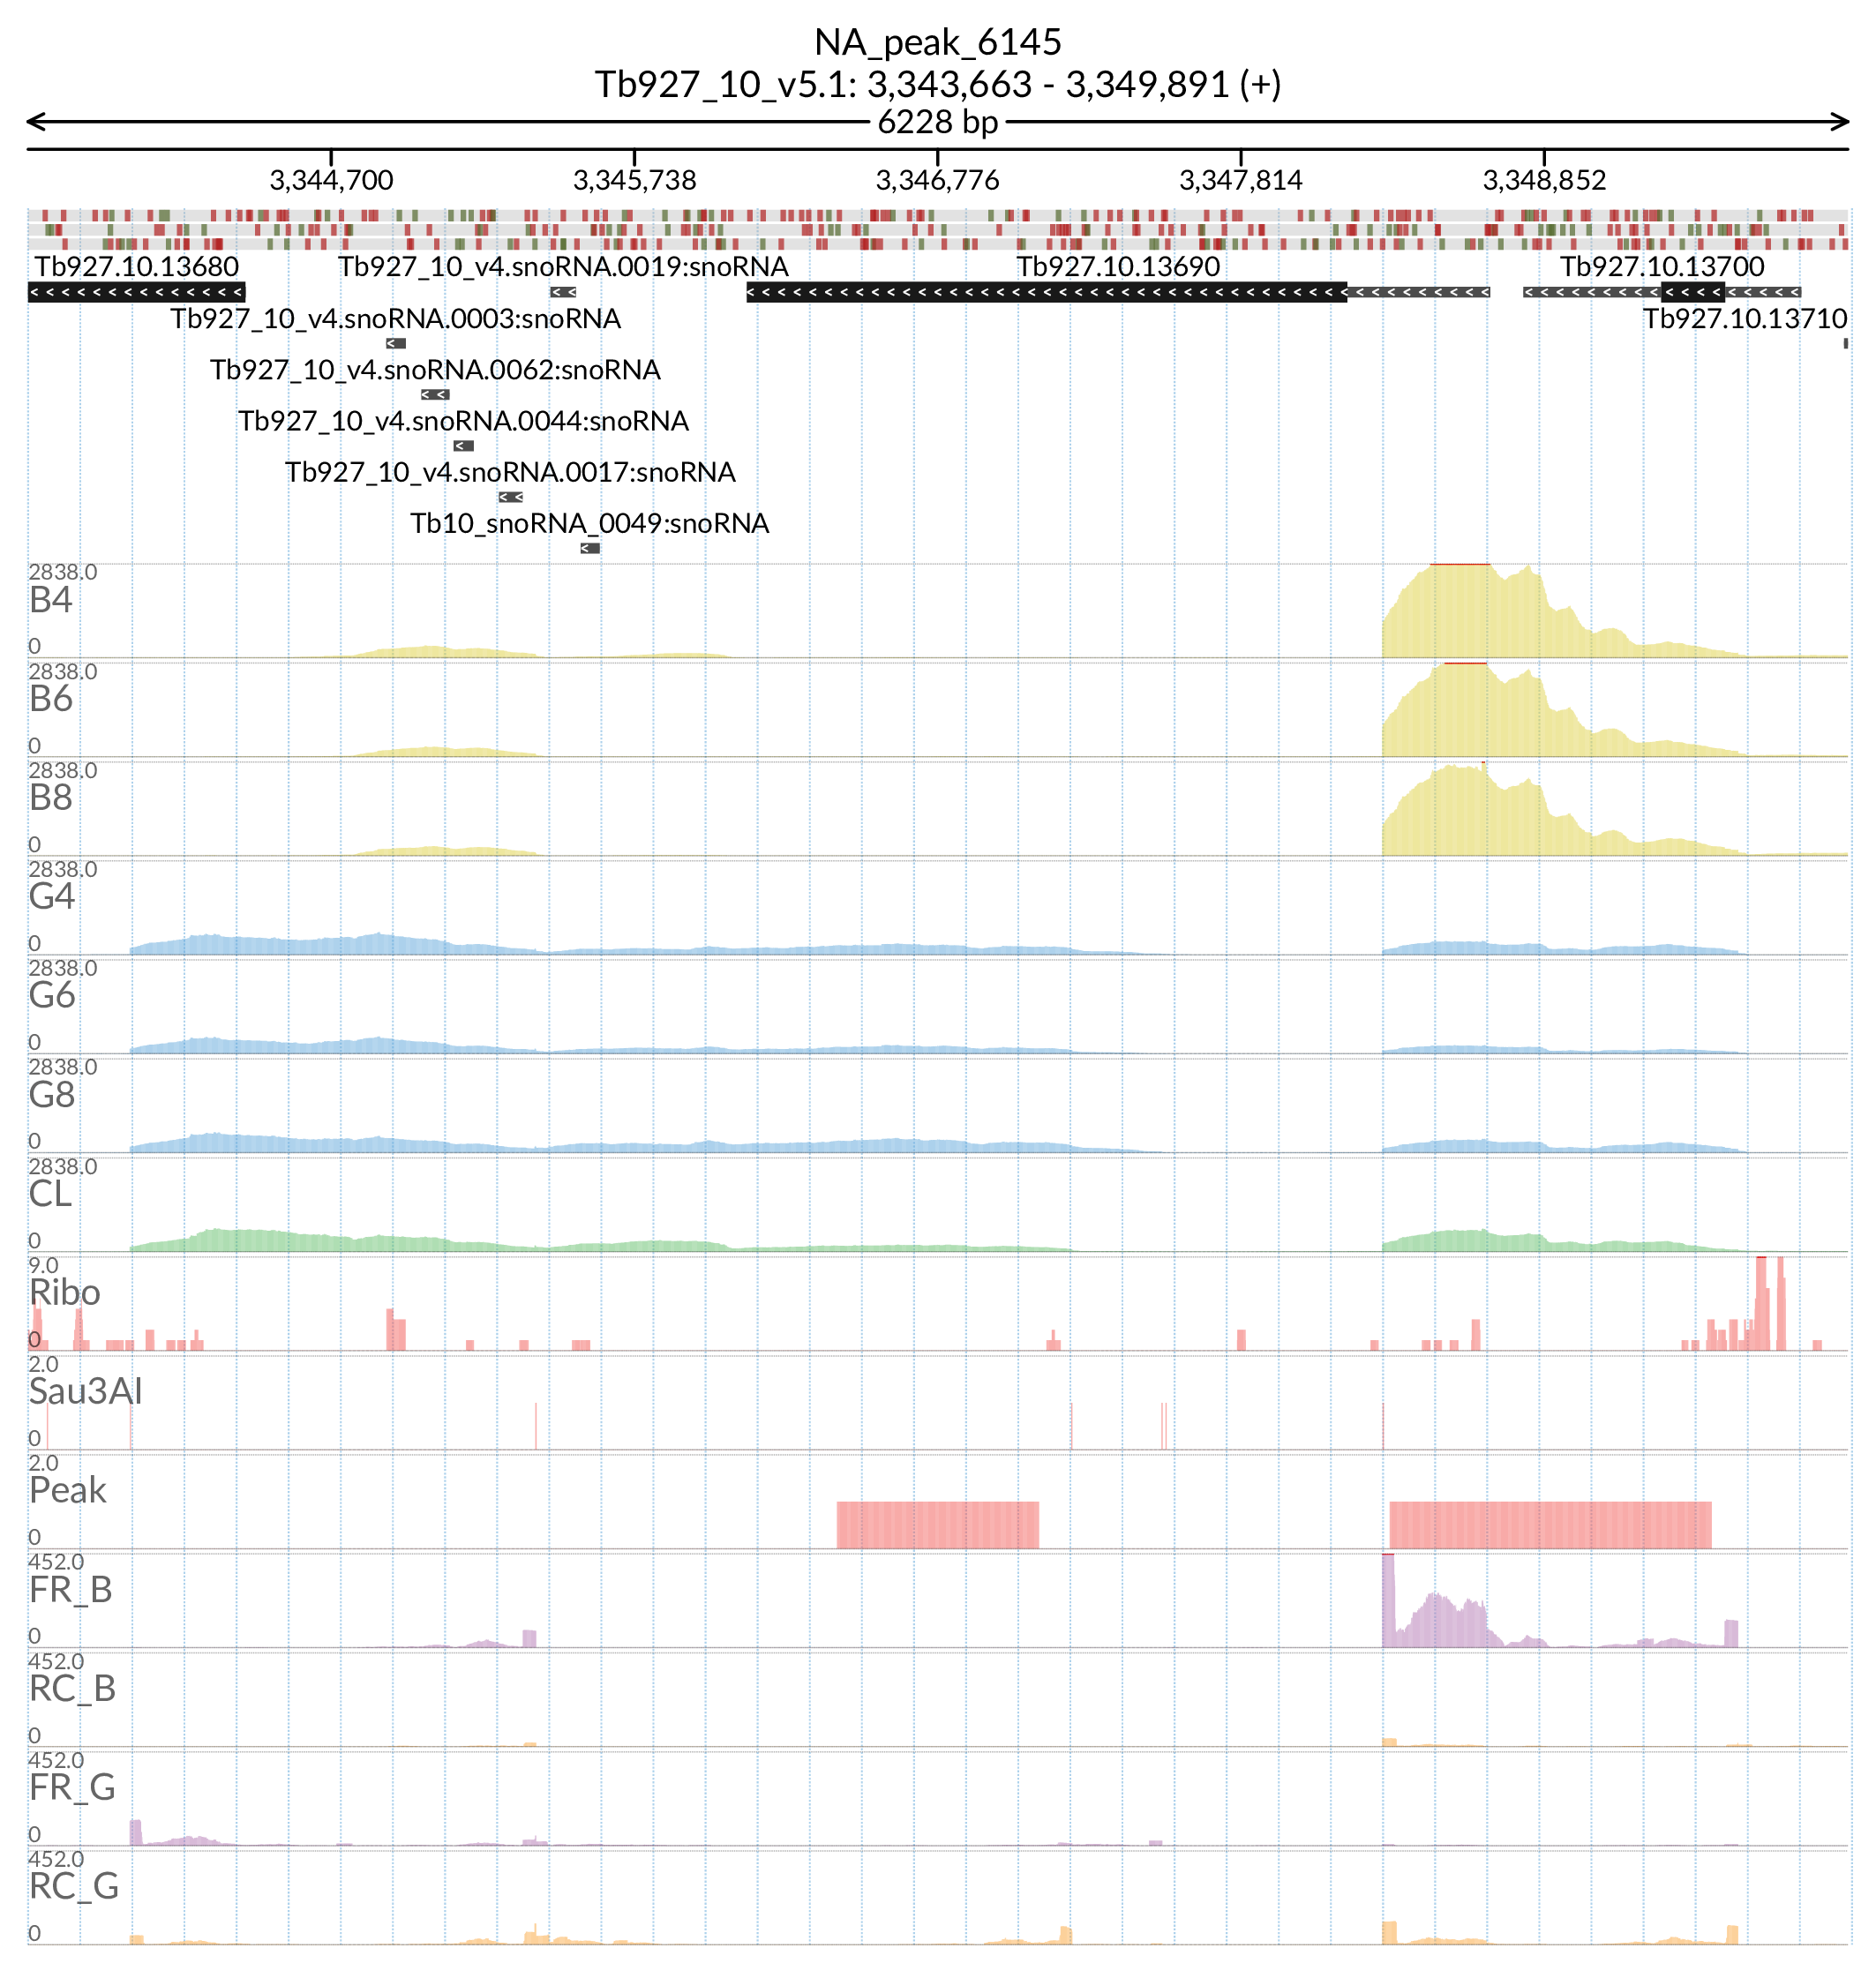 NA_peak_6145
Tb927_10_v5.1: 3,343,663 - 3,349,891 (+)
6228 bp
3,344,700 3,345,738 3,346,776 3,347,814 3,348,852
Tb927.10.13680 Tb927_10_v4.snoRNA.0019:snoRNA Tb927.10.13690 Tb927.10.13700
Tb927_10_v4.snoRNA.0003:snoRNA Tb927.10.13710
Tb927_10_v4.snoRNA.0062:snoRNA
Tb927_10_v4.snoRNA.0044:snoRNA
Tb927_10_v4.snoRNA.0017:snoRNA
Tb10_snoRNA_0049:snoRNA
2838.0
B4
0
2838.0
B6
0
2838.0
B8
0
2838.0
G4
0
2838.0
G6
0
2838.0
G8
0
2838.0
CL
0
9.0
Ribo
0
2.0
Sau3AI
0
2.0
Peak
0
452.0
FR_B
0
452.0
RC_B
0
452.0
FR_G
0
452.0
RC_G
0